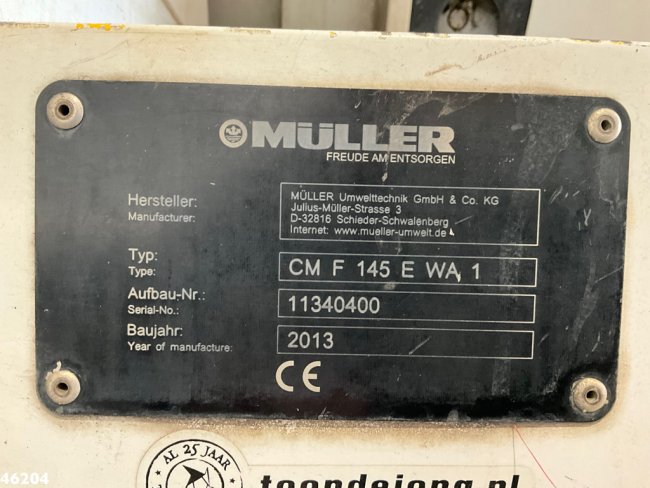 MÜLLER
FREUDE AM ENTSORGEN
Hersteller:
Manufacturer:
MÜLLER Umwelttechnik GmbH & Co. KG
Julius-Müller-Strasse 3
D-32816 Schieder-Schwalenberg
Internet: www.mueller-umwelt.de
Typ:
Type:
CM F 145 E WA 1
Aufbau-Nr.:
Serial-No.:
11340400
Baujahr:
Year of manufacture:
2013
CE
AL 25 JAAR
toondejong.nl
46204